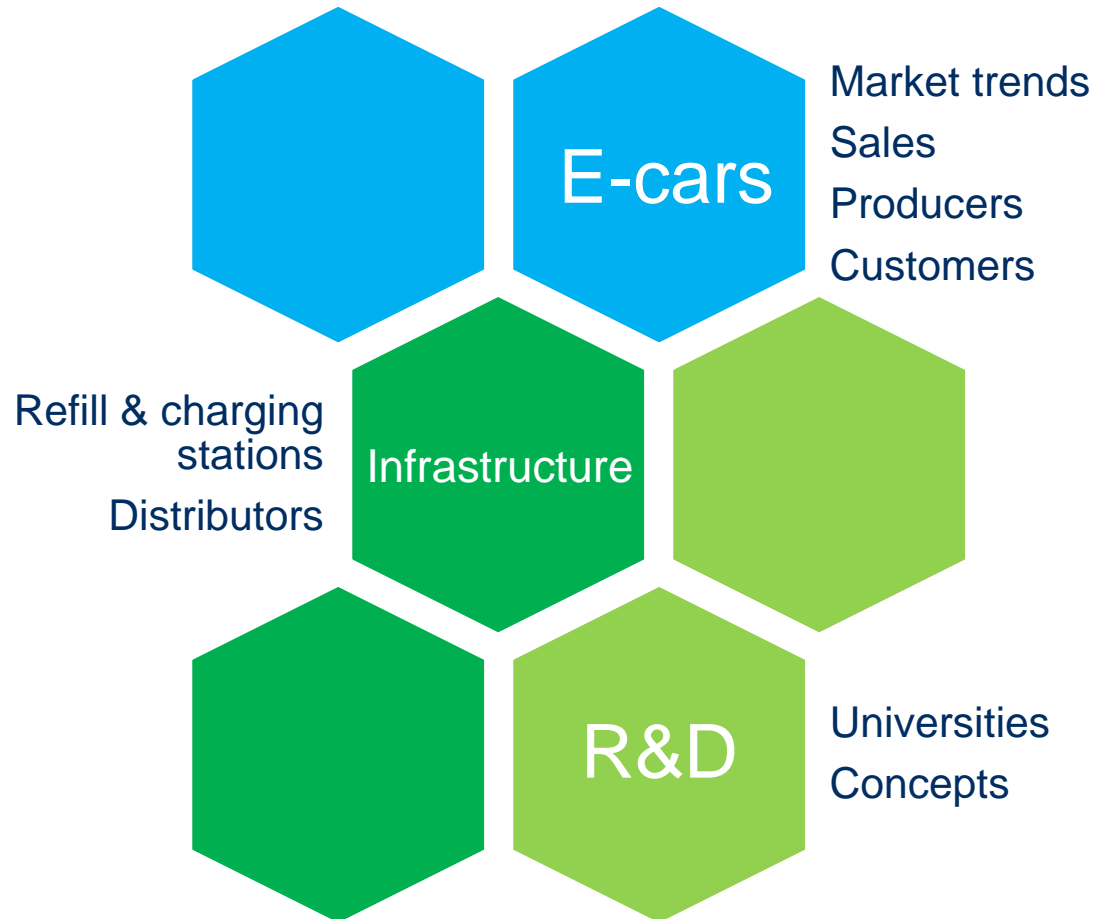 E-cars
Market trends
Sales
Producers
Customers
Refill & charging
stations
Distributors
Infrastructure
R&D
Universities
Concepts